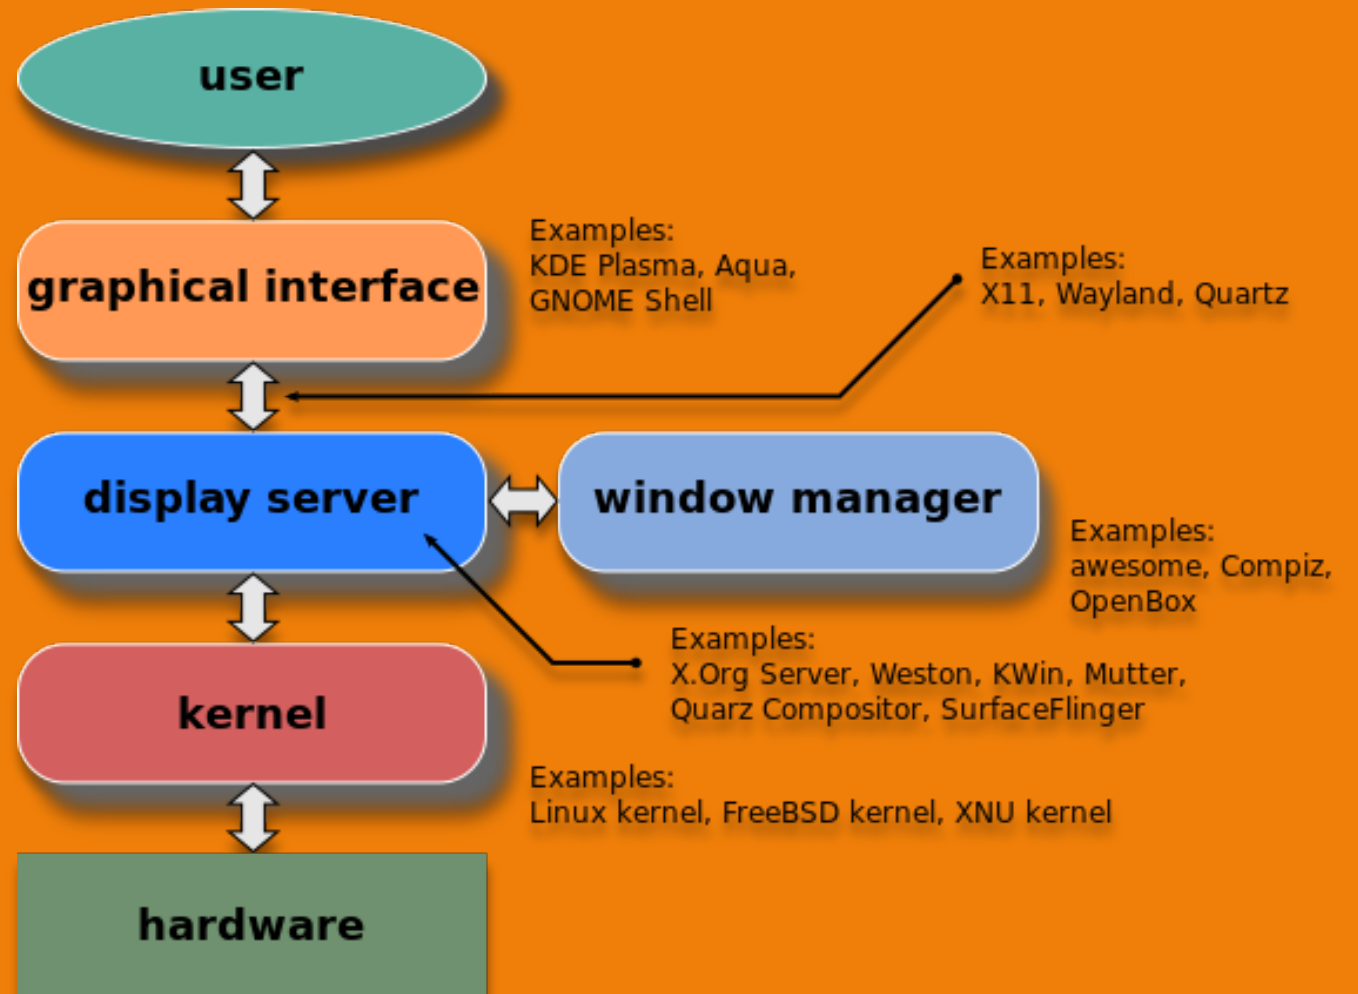 user
graphical interface
Examples:
KDE Plasma, Aqua,
GNOME Shell
Examples:
X11, Wayland, Quartz
display server
window manager
Examples:
awesome, Compiz,
OpenBox
Examples:
X.Org Server, Weston, KWin, Mutter,
Quarz Compositor, SurfaceFlinger
kernel
Examples:
Linux kernel, FreeBSD kernel, XNU kernel
hardware